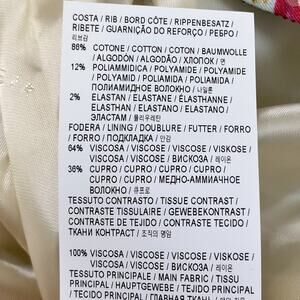 COSTA / RIB / BORD CÔTE / RIPPENBESATZ /
RIBETE / GUARNIÇÃO DO REFORÇO / РЕБРО /
리브감
86% COTONE / COTTON / COTON / BAUMWOLLE
/ ALGODÓN / ALGODÃO / ХЛОПОК / 면
12% POLIAMMIDICA / POLYAMIDE / POLYAMIDE
/ POLYAMID / POLIAMIDA / POLIAMIDA /
ПОЛИАМИДНОЕ ВОЛОКНО / 나일론
2% ELASTAN / ELASTANE / ÉLASTHANNE /
ELASTHAN / ELASTANO / ELASTANO /
ЭЛАСТАМ / 폴리우레탄
FODERA / LINING / DOUBLURE / FUTTER / FORRO
/ FORRO / ПОДКЛАДКА / 안감
64% VISCOSA / VISCOSE / VISCOSE / VISKOSE /
VISCOSA / VISCOSE / ВИСКОЗА / 레이온
36% CUPRO / CUPRO / CUPRO / CUPRO /
CUPRO / CUPRO / МЕДНО-АММИАЧНОЕ
ВОЛОКНО / 큐프로
TESSUTO CONTRASTO / TISSUE CONTRAST /
CONTRASTE TISSULAIRE / GEWEBEKONTRAST /
CONTRASTE DE TEJIDO / CONTRASTE DE TECIDO /
ТКАНИ КОНТРАСТ / 조직의 명암
100% VISCOSA / VISCOSE / VISCOSE / VISKOSE /
VISCOSA / VISCOSE / ВИСКОЗА / 레이온
TESSUTO PRINCIPALE / MAIN FABRIC / TISSU
PRINCIPAL / HAUPTGEWEBE / TEJIDO PRINCIPAL
/ TECIDO PRINCIPAL / ГЛАВНАЯ ТКАНЬ /